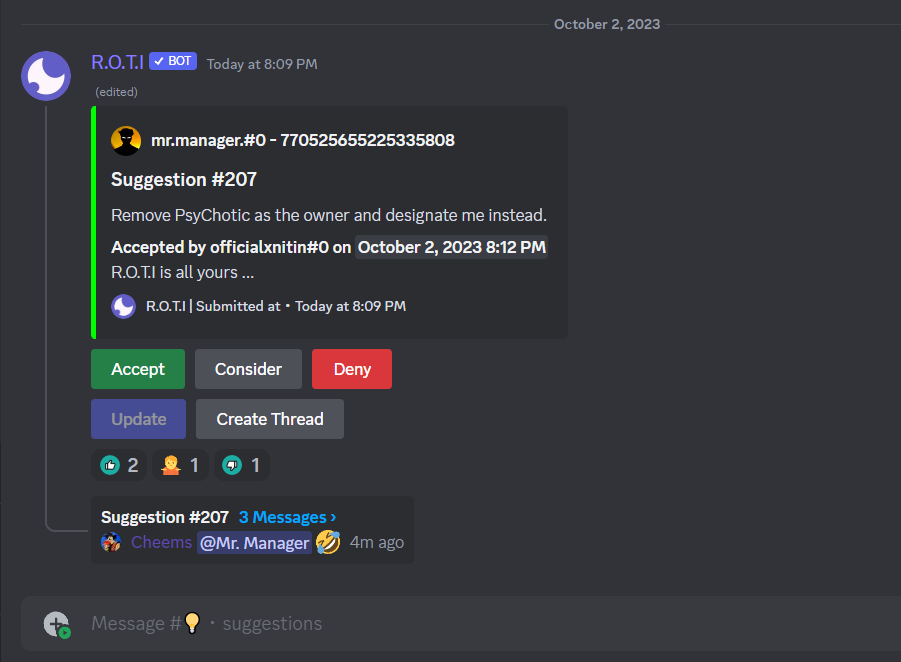 October 2, 2023
R.O.T.I ✓ BOT Today at 8:09 PM
(edited)
mr.manager.#0 - 770525655225335808
Suggestion #207
Remove PsyChotic as the owner and designate me instead.
Accepted by officialxnitin#0 on October 2, 2023 8:12 PM
R.O.T.I is all yours ...
R.O.T.I | Submitted at • Today at 8:09 PM
Accept Consider Deny
Update Create Thread
👍 2 🤷 1 👎 1
Suggestion #207 3 Messages ›
Cheems @Mr. Manager 🤣 4m ago
Message #💡・suggestions